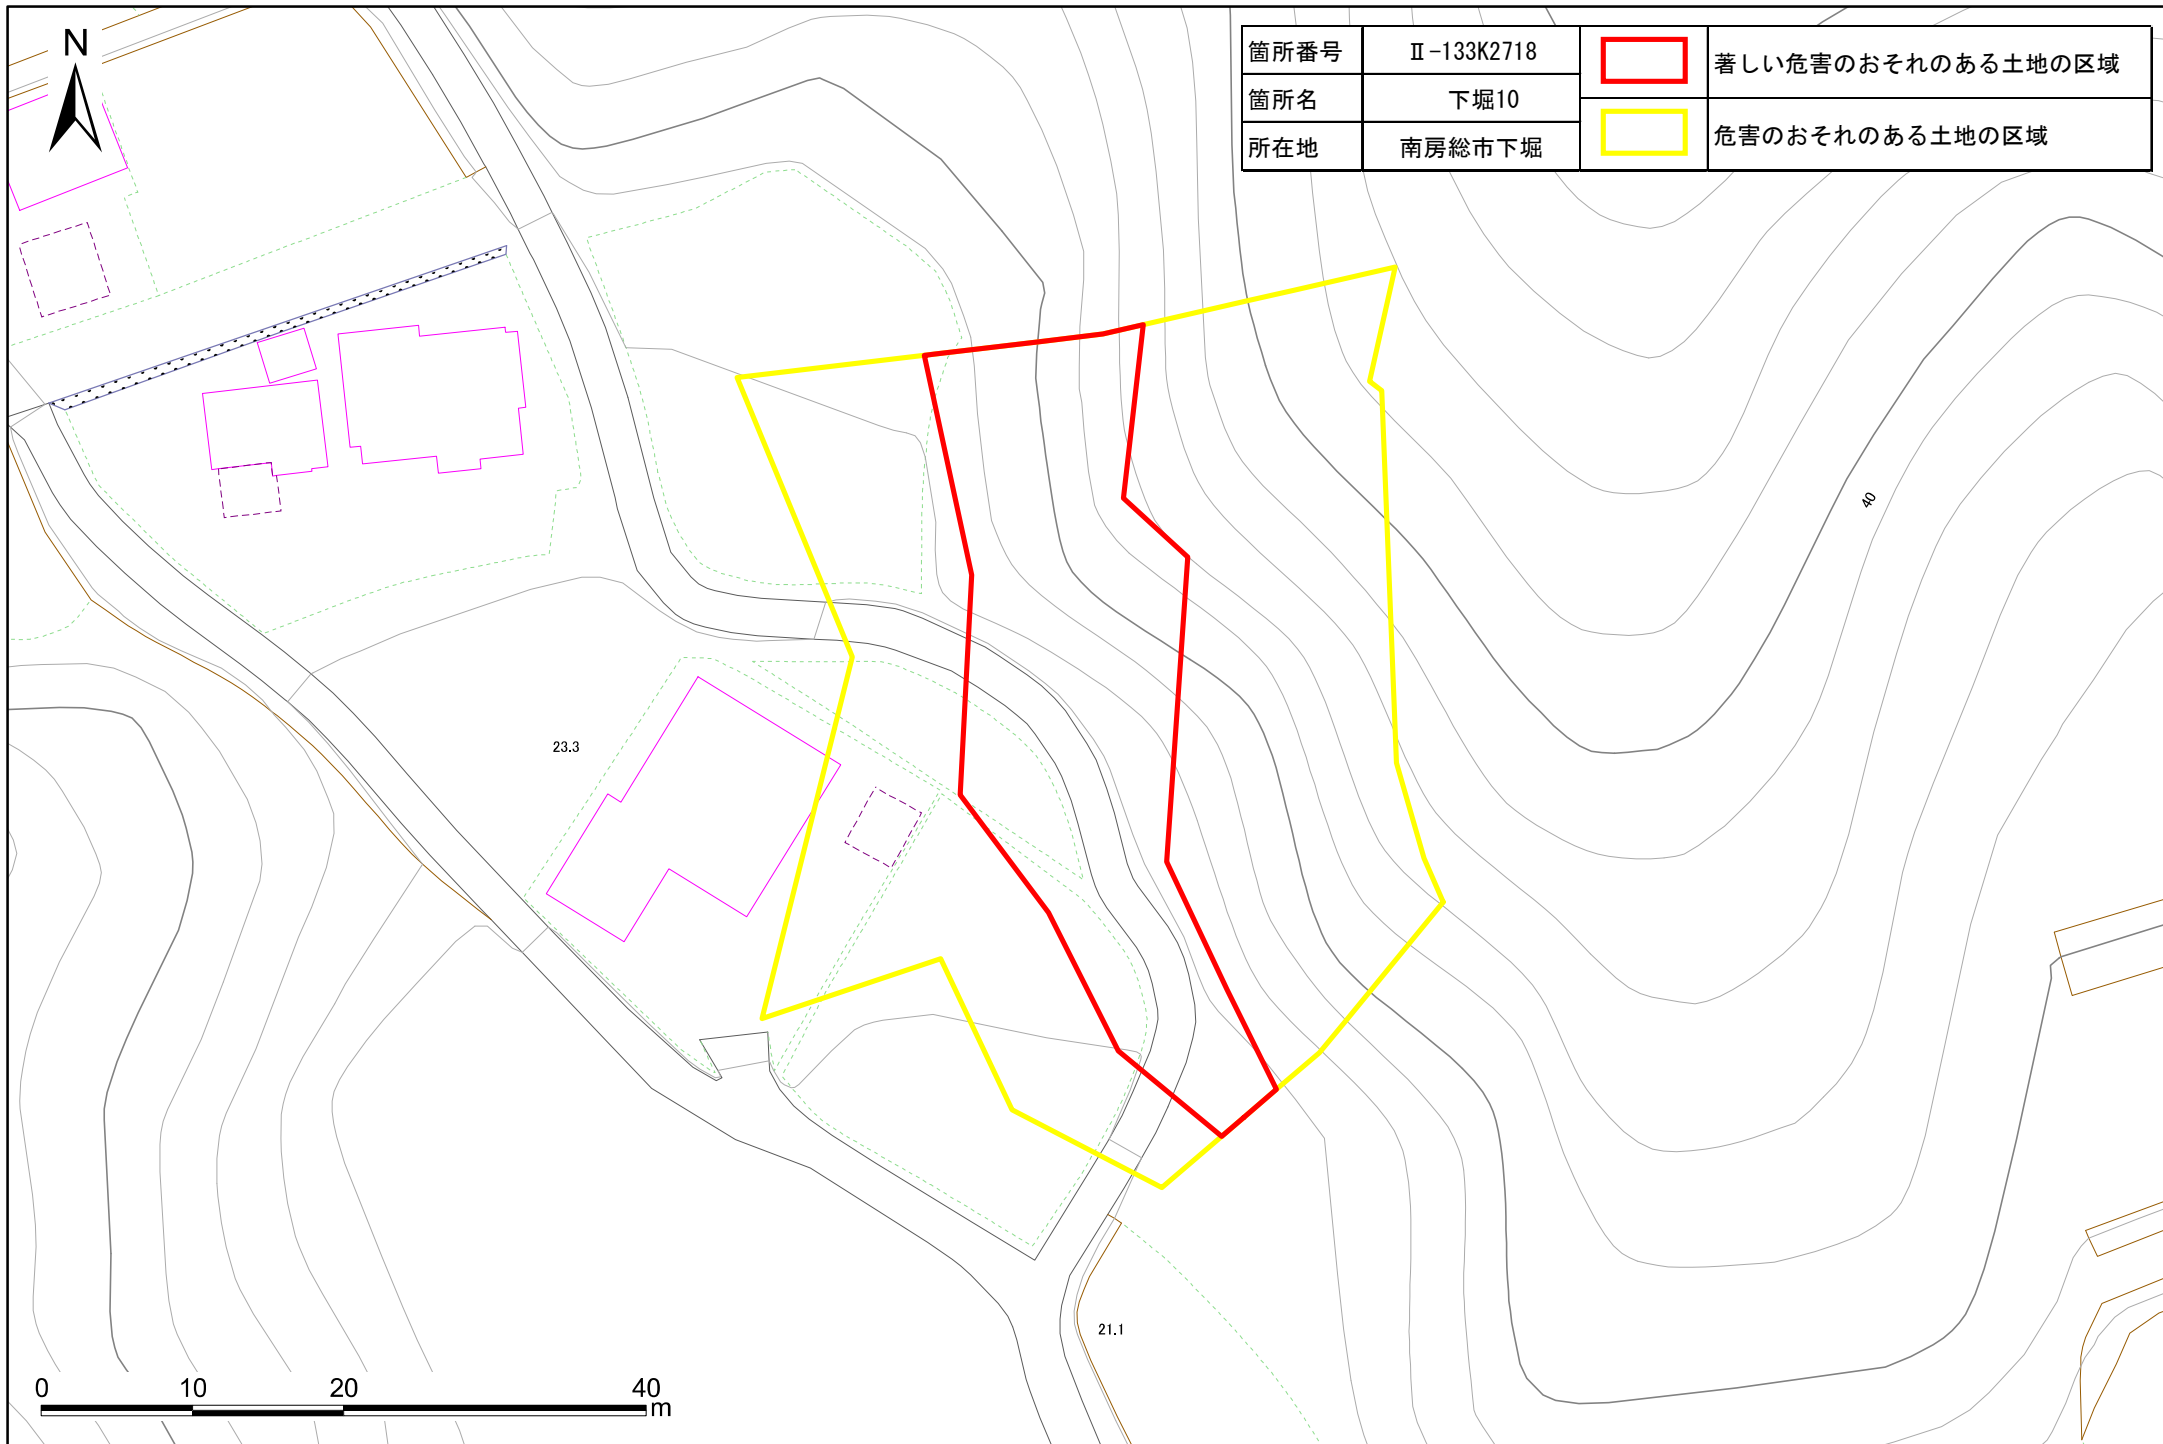 N
箇所番号 Ⅱ-133K2718
箇所名 下堀10
所在地 南房総市下堀
著しい危害のおそれのある土地の区域
危害のおそれのある土地の区域
40
23.3
21.1
0 10 20 40
m